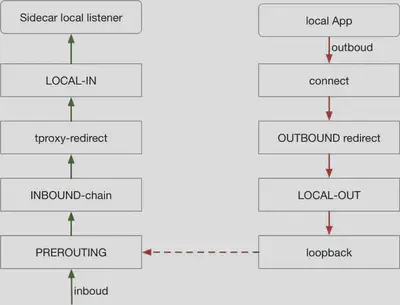 Sidecar local listener
LOCAL-IN
tproxy-redirect
INBOUND-chain
PREROUTING
inboud
local App
outboud
connect
OUTBOUND redirect
LOCAL-OUT
loopback